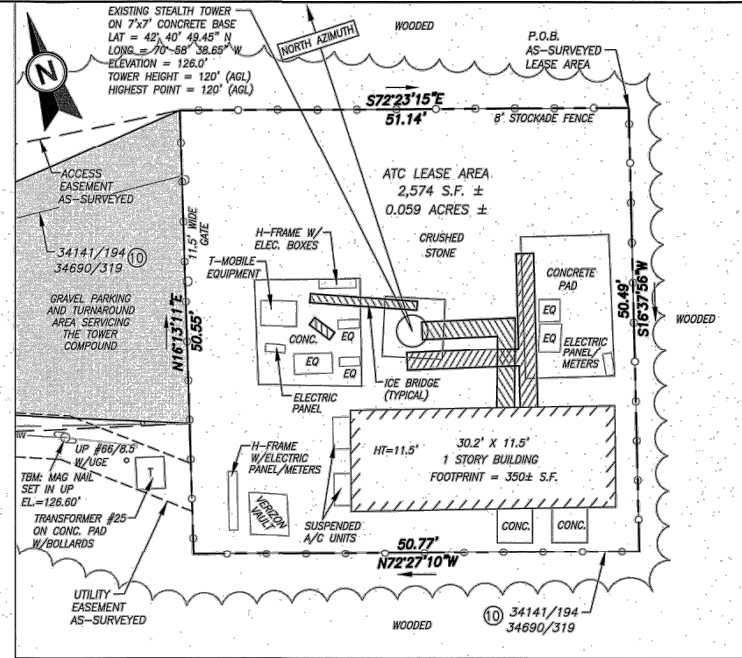 EXISTING STEALTH TOWER
ON 7'x7' CONCRETE BASE
LAT = 42° 40' 49.45" N
LONG = 70° 58' 38.65" W
ELEVATION = 126.0'
TOWER HEIGHT = 120' (AGL)
HIGHEST POINT = 120' (AGL)
NORTH AZIMUTH
WOODED
P.O.B.
AS-SURVEYED
LEASE AREA
N
S72°23'15"E
51.14'
8' STOCKADE FENCE
ACCESS
EASEMENT
AS-SURVEYED
34141/194
34690/319
10
GRAVEL PARKING
AND TURNAROUND
AREA SERVICING
THE TOWER
COMPOUND
11.5' WIDE
GATE
N16°13'11"E
50.55'
ATC LEASE AREA
2,574 S.F. ±
0.059 ACRES ±
CRUSHED
STONE
H-FRAME W/
ELEC. BOXES
T-MOBILE
EQUIPMENT
CONC.
EQ
EQ
EQ
ELECTRIC
PANEL
ICE BRIDGE
(TYPICAL)
CONCRETE
PAD
EQ
EQ
ELECTRIC
PANEL/
METERS
50.49'
S16°37'56"W
WOODED
UP #66/8.5
W/UGE
TBM: MAG NAIL
SET IN UP
EL.=126.60'
T
TRANSFORMER #25
ON CONC. PAD
W/BOLLARDS
H-FRAME
W/ELECTRIC
PANEL/METERS
VERIZON
VAULT
SUSPENDED
A/C UNITS
HT=11.5'
30.2' X 11.5'
1 STORY BUILDING
FOOTPRINT = 350± S.F.
CONC.
CONC.
50.77'
N72°27'10"W
UTILITY
EASEMENT
AS-SURVEYED
WOODED
10
34141/194
34690/319